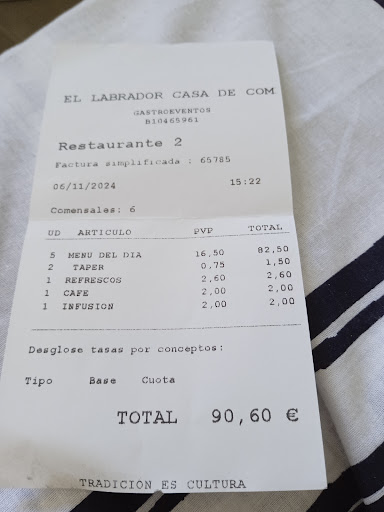 EL LABRADOR CASA DE COM
GASTROEVENTOS
B10465961
Restaurante 2
Factura simplificada : 65785
06/11/2024 15:22
Comensales: 6
UD ARTICULO PVP TOTAL
5 MENU DEL DIA 16,50 82,50
2 TAPER 0,75 1,50
1 REFRESCOS 2,60 2,60
1 CAFE 2,00 2,00
1 INFUSION 2,00 2,00
Desglose tasas por conceptos:
Tipo Base Cuota
TOTAL 90,60 €
TRADICION ES CULTURA